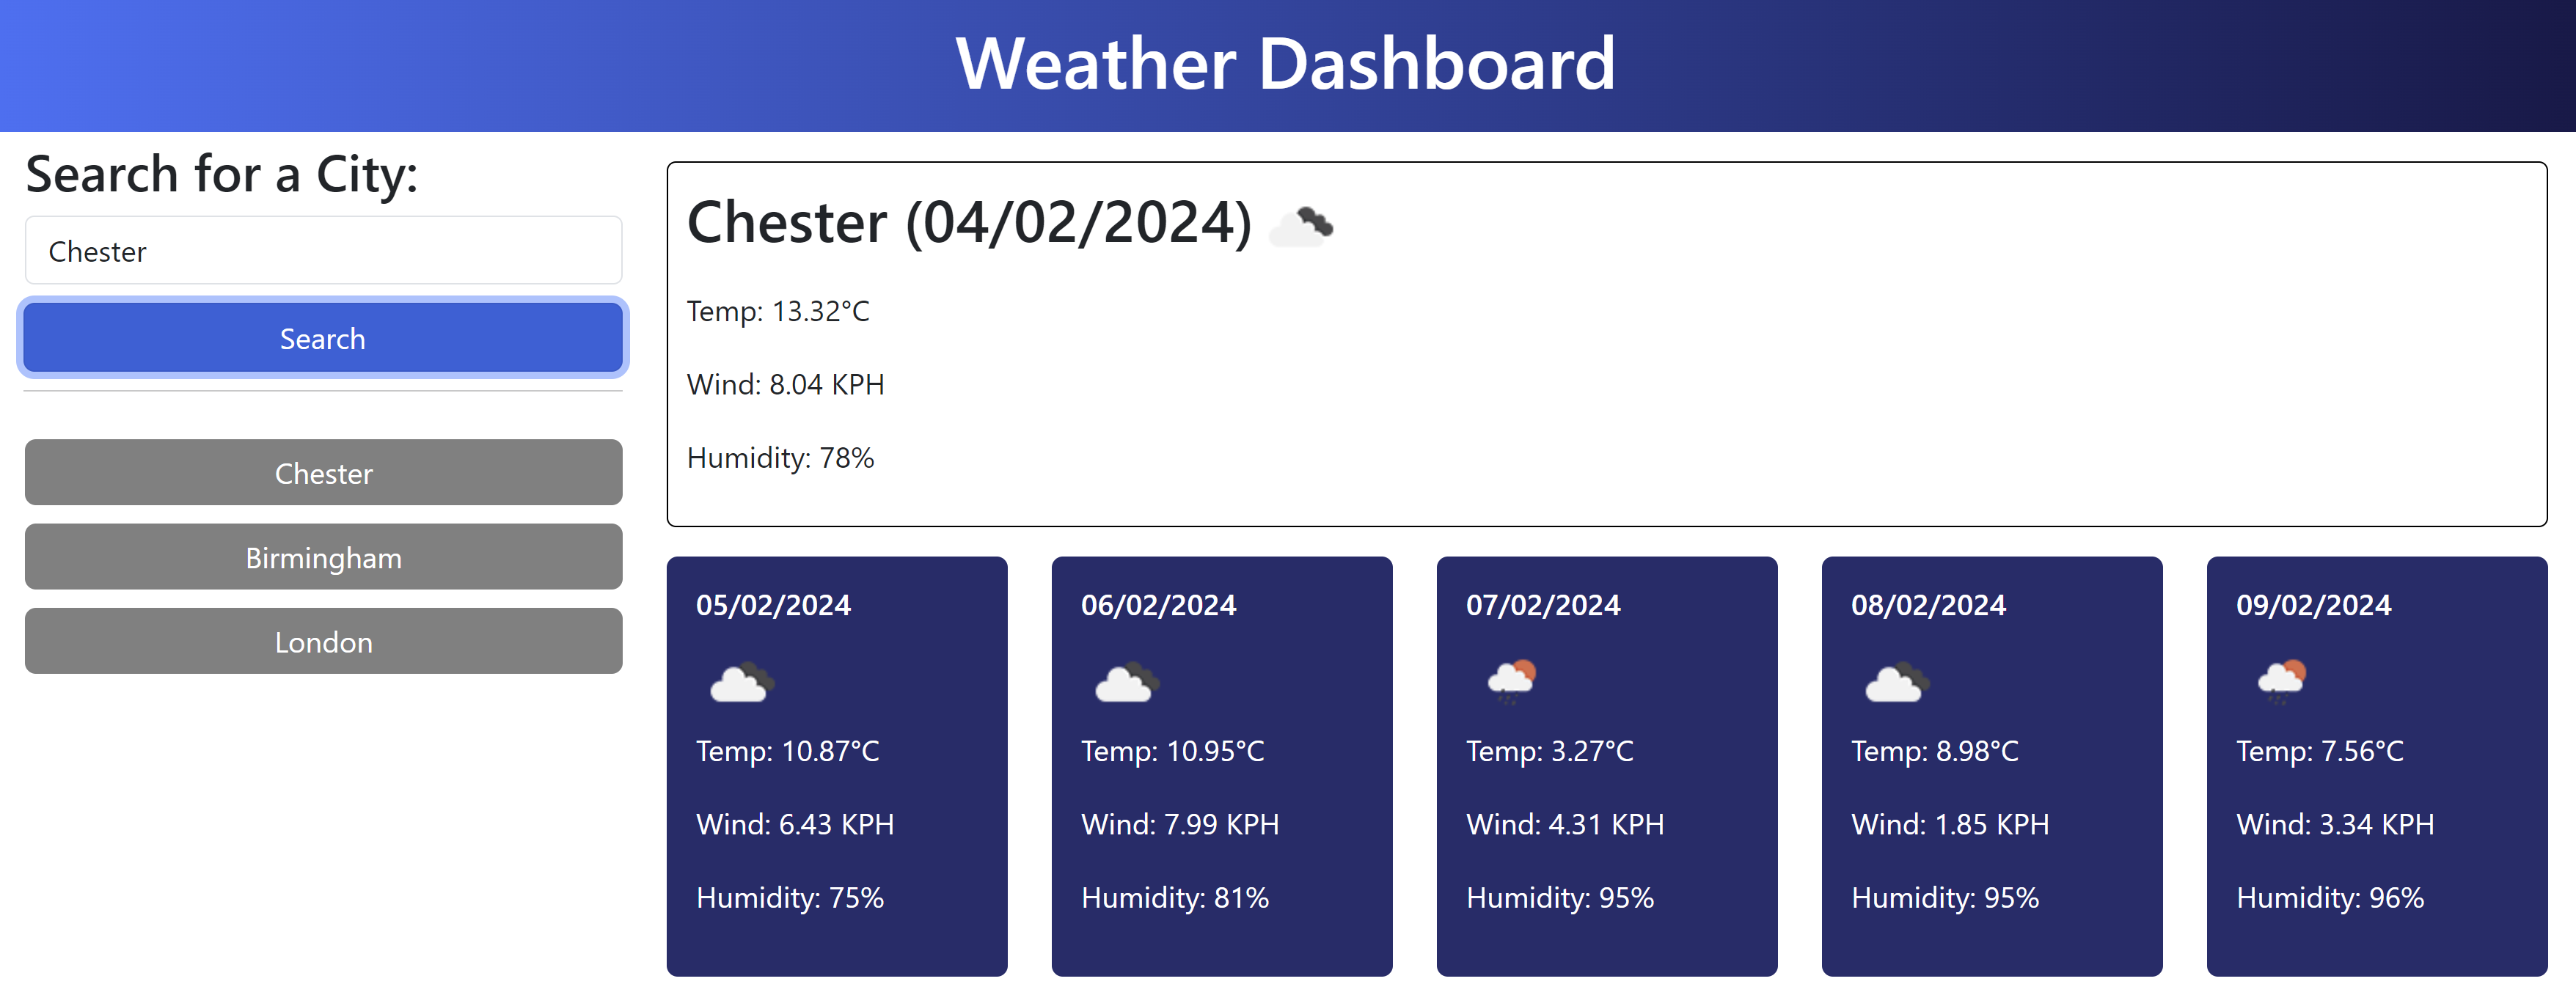 Weather Dashboard
Search for a City:
Chester
Search
Chester
Birmingham
London
Chester (04/02/2024)
Temp: 13.32°C
Wind: 8.04 KPH
Humidity: 78%
05/02/2024
Temp: 10.87°C
Wind: 6.43 KPH
Humidity: 75%
06/02/2024
Temp: 10.95°C
Wind: 7.99 KPH
Humidity: 81%
07/02/2024
Temp: 3.27°C
Wind: 4.31 KPH
Humidity: 95%
08/02/2024
Temp: 8.98°C
Wind: 1.85 KPH
Humidity: 95%
09/02/2024
Temp: 7.56°C
Wind: 3.34 KPH
Humidity: 96%